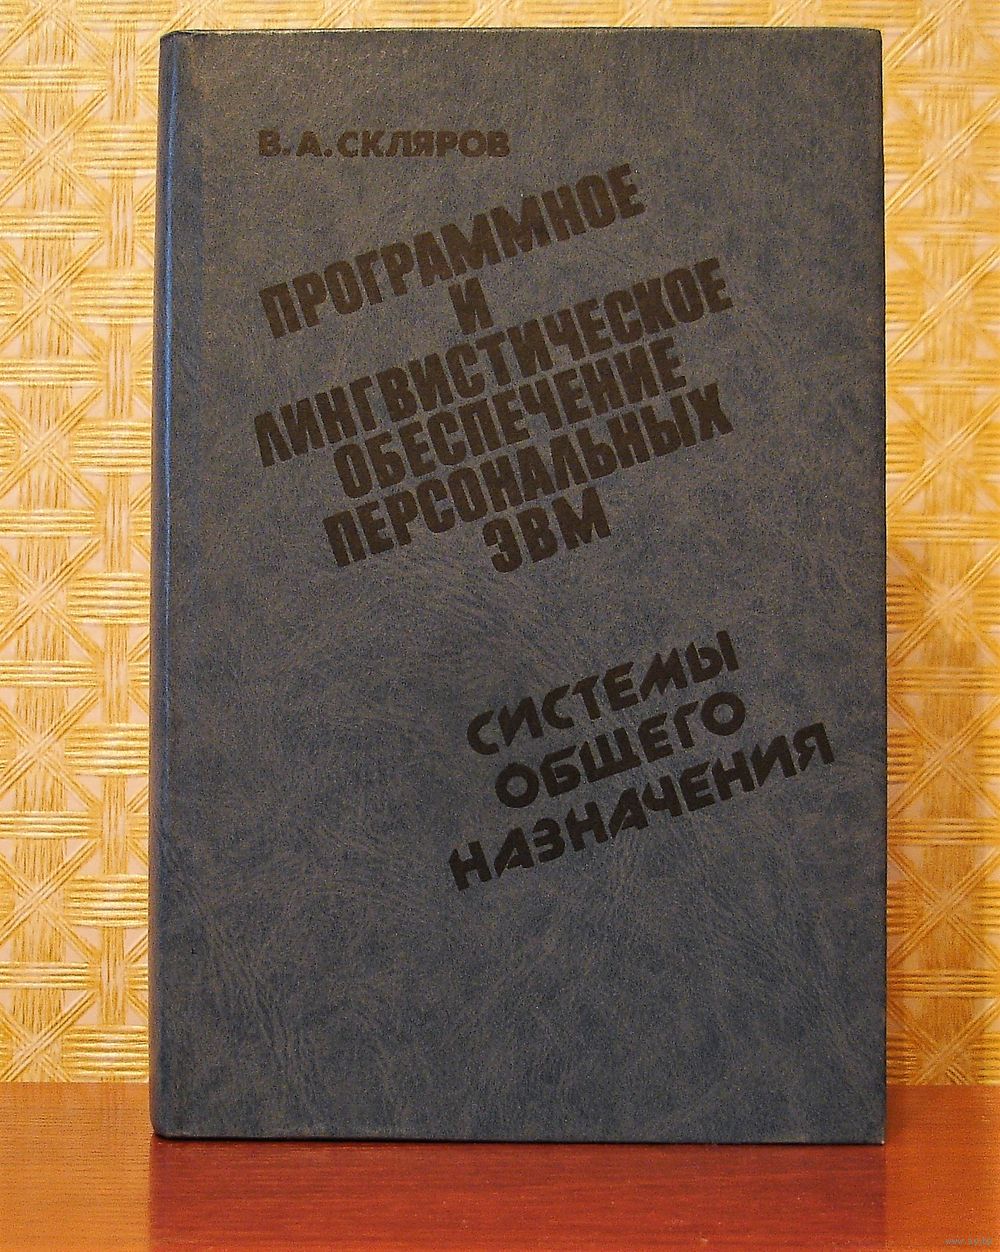 В. А. СКЛЯРОВ
ПРОГРАММНОЕ
И
ЛИНГВИСТИЧЕСКОЕ
ОБЕСПЕЧЕНИЕ
ПЕРСОНАЛЬНЫХ
ЭВМ
СИСТЕМЫ
ОБЩЕГО
НАЗНАЧЕНИЯ